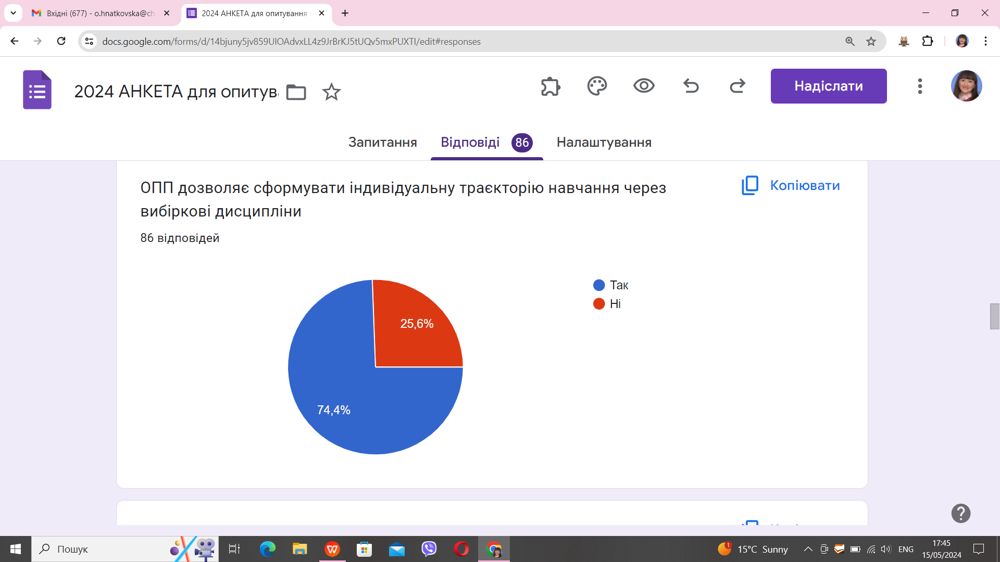 Вхідні (677) - o.hnatkovska@ch
2024 АНКЕТА для опитування
docs.google.com/forms/d/14bjuny5jv859UIOAdvxLL4z9JrBrKJ5tUQv5mxPUXTI/edit#responses
2024 АНКЕТА для опитув
Надіслати
Запитання
Відповіді 86
Налаштування
ОПП дозволяє сформувати індивідуальну траєкторію навчання через
вибіркові дисципліни
Копіювати
86 відповідей
Так
Ні
25,6%
74,4%
Пошук
1
15°C Sunny
ENG
17:45
15/05/2024